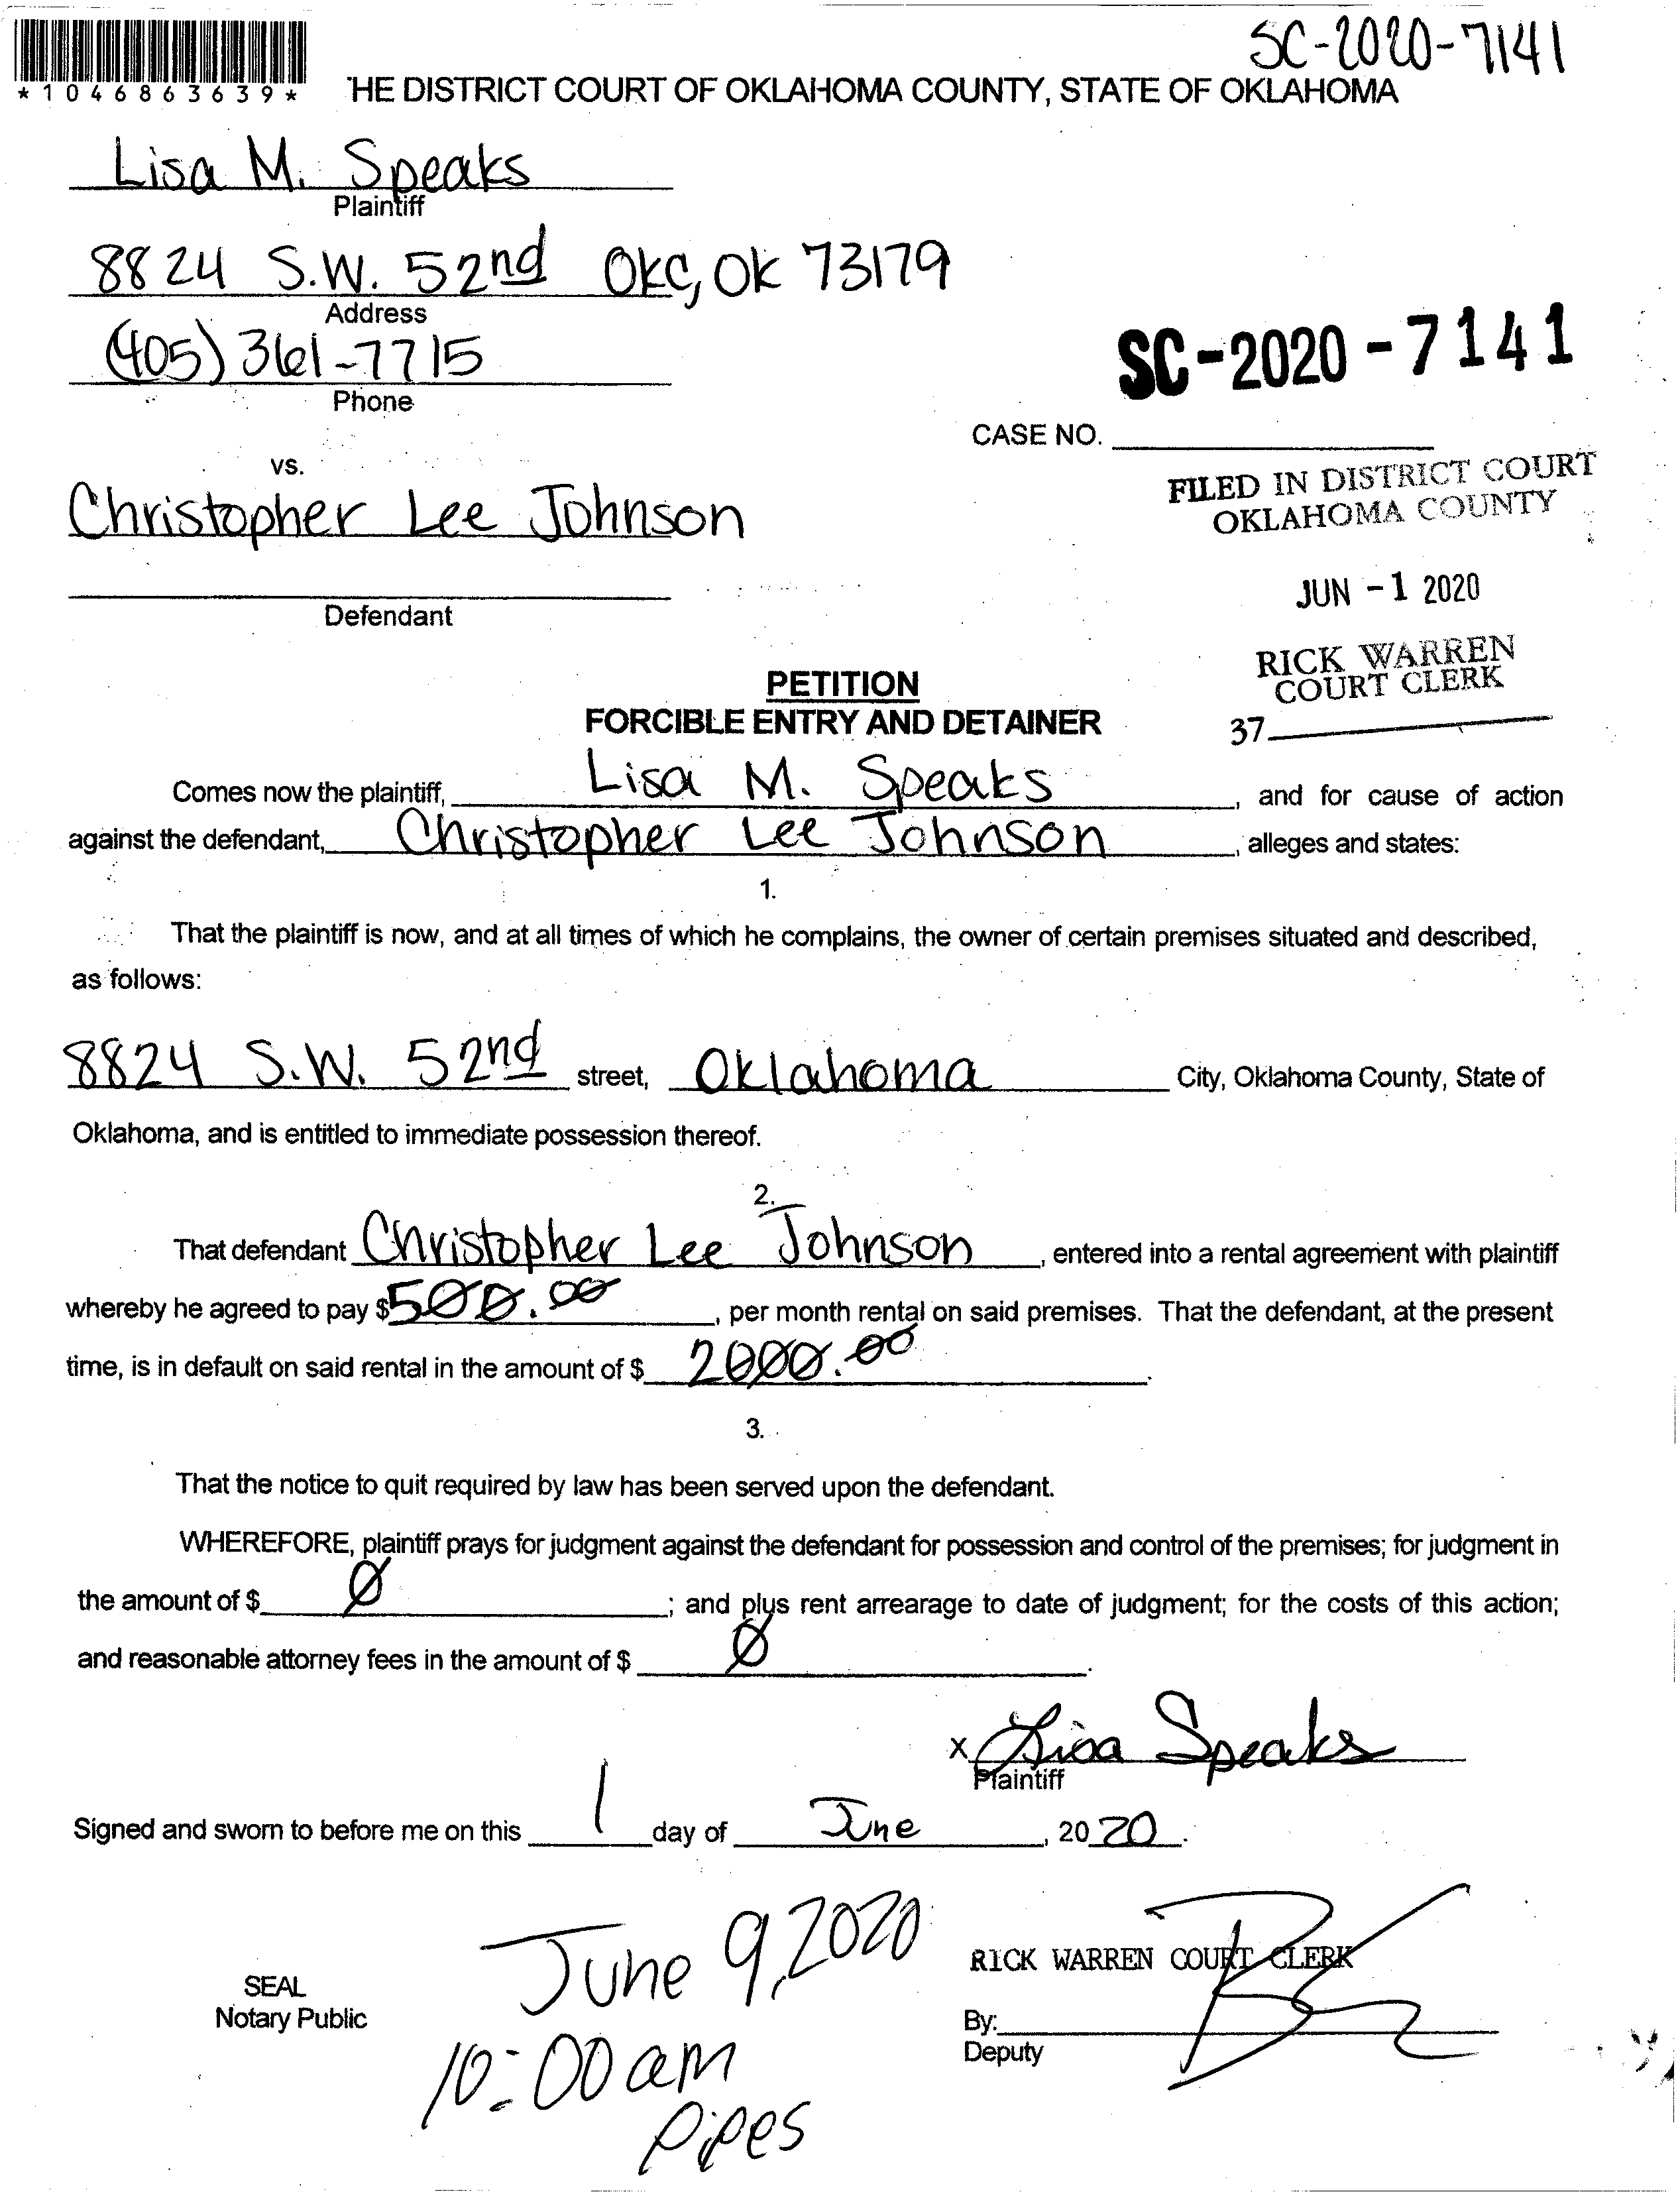 SC-2020-7141
*1046863639*
'HE DISTRICT COURT OF OKLAHOMA COUNTY, STATE OF OKLAHOMA
Lisa M. Speaks
Plaintiff
8824 S.W. 52nd OKC, OK 73179
Address
(405) 361-7715
Phone
SC-2020-7141
CASE NO.
vs.
FILED IN DISTRICT COURT
OKLAHOMA COUNTY
Christopher Lee Johnson
JUN -1 2020
Defendant
RICK WARREN
COURT CLERK
37
PETITION
FORCIBLE ENTRY AND DETAINER
Comes now the plaintiff, Lisa M. Speaks, and for cause of action
against the defendant, Christopher Lee Johnson, alleges and states:
1.
That the plaintiff is now, and at all times of which he complains, the owner of certain premises situated and described,
as follows:
8824 S.W. 52nd street, Oklahoma City, Oklahoma County, State of
Oklahoma, and is entitled to immediate possession thereof.
2.
That defendant Christopher Lee Johnson, entered into a rental agreement with plaintiff
whereby he agreed to pay $500.00, per month rental on said premises. That the defendant, at the present
time, is in default on said rental in the amount of $ 2000.00.
3.
That the notice to quit required by law has been served upon the defendant.
WHEREFORE, plaintiff prays for judgment against the defendant for possession and control of the premises; for judgment in
the amount of $ Ø; and plus rent arrearage to date of judgment; for the costs of this action;
and reasonable attorney fees in the amount of $ Ø.
x Lisa Speaks
Plaintiff
Signed and sworn to before me on this 1 day of June, 2020.
June 9, 2020
RICK WARREN COURT CLERK
SEAL
Notary Public
By:
Deputy
10:00 am
Pipes